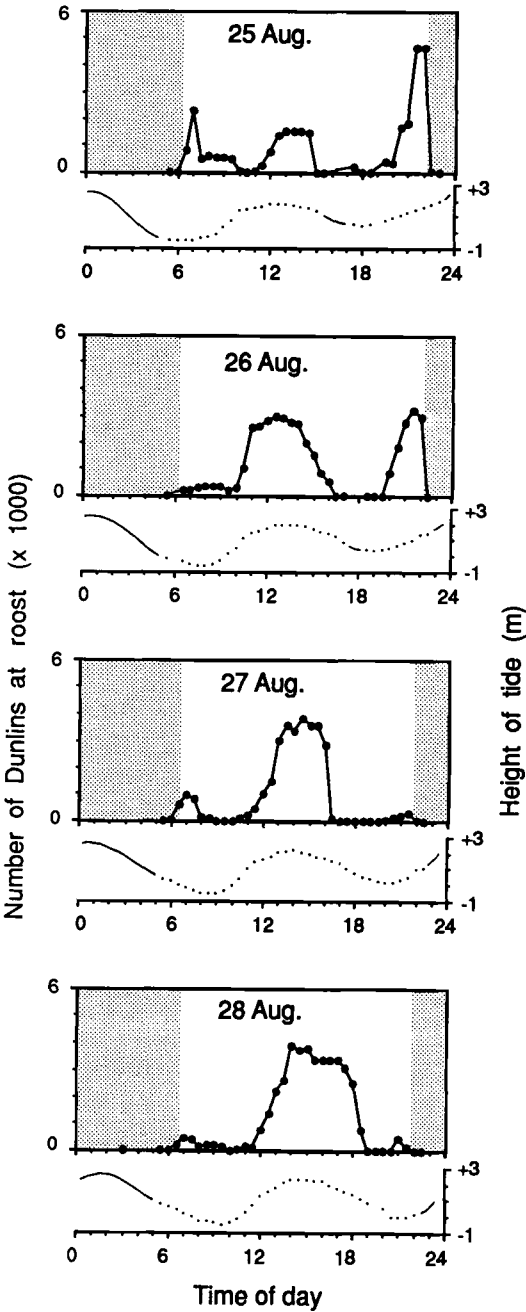 6
25 Aug.
0
+3
-1
0 6 12 18 24
6
26 Aug.
0
+3
-1
0 6 12 18 24
6
27 Aug.
0
+3
-1
0 6 12 18 24
6
28 Aug.
0
+3
-1
0 6 12 18 24
Number of Dunlins at roost (x 1000)
Height of tide (m)
Time of day